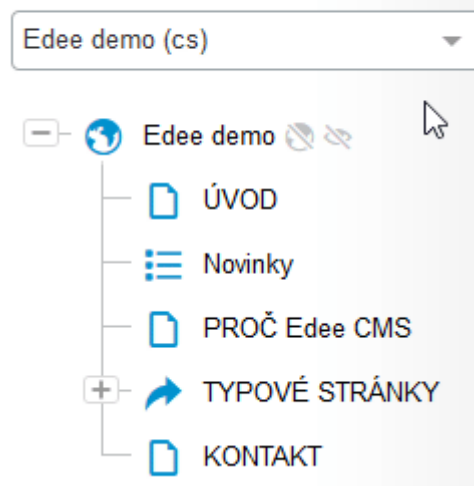 Edee demo (cs)
Edee demo
ÚVOD
Novinky
PROČ Edee CMS
TYPOVÉ STRÁNKY
KONTAKT